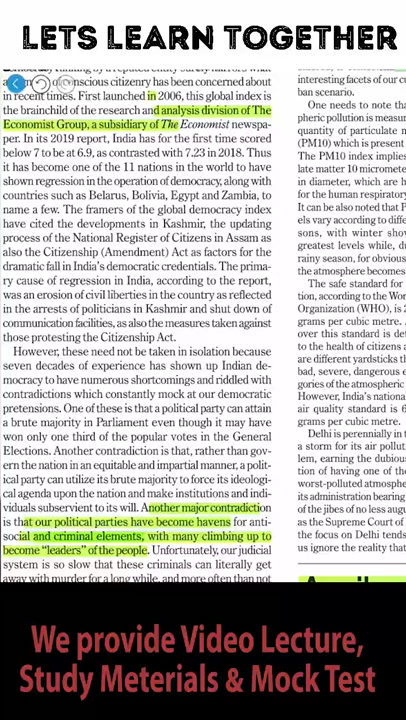 LETS LEARN TOGETHER
conscious citizenry has been concerned about
in recent times. First launched in 2006, this global index is
the brainchild of the research and analysis division of The
Economist Group, a subsidiary of The Economist newspa-
per. In its 2019 report, India has for the first time scored
below 7 to be at 6.9, as contrasted with 7.23 in 2018. Thus
it has become one of the 11 nations in the world to have
shown regression in the operation of democracy, along with
countries such as Belarus, Bolivia, Egypt and Zambia, to
name a few. The framers of the global democracy index
have cited the developments in Kashmir, the updating
process of the National Register of Citizens in Assam as
also the Citizenship (Amendment) Act as factors for the
dramatic fall in India's democratic credentials. The prima-
ry cause of regression in India, according to the report,
was an erosion of civil liberties in the country as reflected
in the arrests of politicians in Kashmir and shut down of
communication facilities, as also the measures taken against
those protesting the Citizenship Act.
However, these need not be taken in isolation because
seven decades of experience has shown up Indian de-
mocracy to have numerous shortcomings and riddled with
contradictions which constantly mock at our democratic
pretensions. One of these is that a political party can attain
a brute majority in Parliament even though it may have
won only one third of the popular votes in the General
Elections. Another contradiction is that, rather than gov-
ern the nation in an equitable and impartial manner, a polit-
ical party can utilize its brute majority to force its ideologi-
cal agenda upon the nation and make institutions and indi-
viduals subservient to its will. Another major contradiction
is that our political parties have become havens for anti-
social and criminal elements, with many climbing up to
become "leaders" of the people. Unfortunately, our judicial
system is so slow that these criminals can literally get
away with murder for a long while, and more often than not
interesting facets of our cu
ban scenario.
One needs to note tha
pheric pollution is measu
quantity of particulate m
(PM10) which is present
The PM10 index implies
late matter 10 micromete
in diameter, which are h
for the human respiratory
It can be also noted that P
els vary according to diffe
sons, with winter show
greatest levels while, du
rainy season, for obvious
the atmosphere becomes
The safe standard for
tion, according to the Wor
Organization (WHO), is 2
grams per cubic metre.
over this standard is det
to the health of citizens a
are different yardsticks th
bad, severe, dangerous e
gories of the atmospheric
However, India's nationa
air quality standard is 6
grams per cubic metre.
Delhi is perennially in t
a storm for its air pollut
lem, earning the dubiou
tion of having one of the
worst-polluted atmosphe
its administration bearing
of the jibes of no less augu
as the Supreme Court of
the focus on Delhi tends
us ignore the reality that
We provide Video Lecture,
Study Meterials & Mock Test